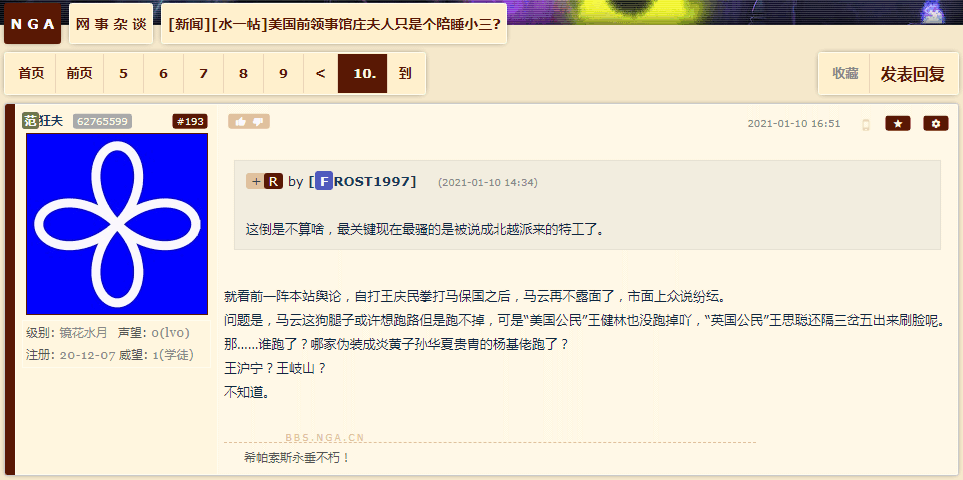 NGA 网事杂谈 [新闻][水一帖]美国前领事馆庄夫人只是个陪睡小三?
首页 前页 5 6 7 8 9 < 10. 到 收藏 发表回复
范狂夫 62765599 #193 2021-01-10 16:51
+ R by [FROST1997] (2021-01-10 14:34)
这倒是不算啥，最关键现在最骚的是被说成北越派来的特工了。
就看前一阵本站舆论，自打王庆民拳打马保国之后，马云再不露面了，市面上众说纷纭。
问题是，马云这狗腿子或许想跑路但是跑不掉，可是“美国公民”王健林也没跑掉吖，“英国公民”王思聪还隔三岔五出来刷脸呢。
那……谁跑了？哪家伪装成炎黄子孙华夏贵胄的杨基佬跑了？
王沪宁？王岐山？
不知道。
级别: 镜花水月 声望: 0(lv0)
注册: 20-12-07 威望: 1(学徒)
BBS.NGA.CN
希帕索斯永垂不朽！